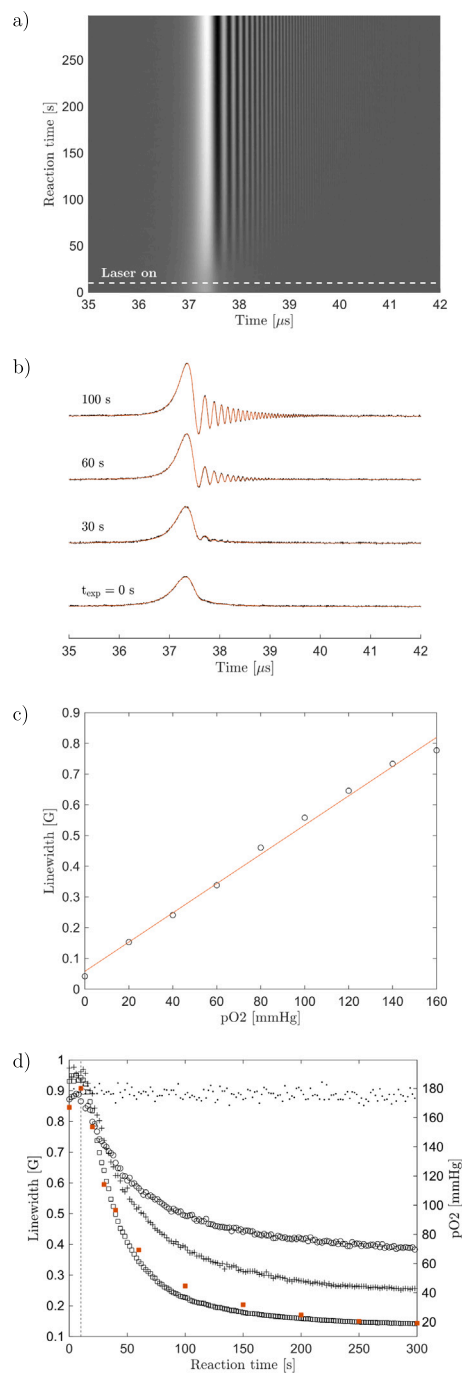 a)
300
250
200
150
100
50
0
Reaction time [s]
Laser on
35 36 37 38 39 40 41 42
Time [μs]
b)
100 s
60 s
30 s
t_exp = 0 s
35 36 37 38 39 40 41 42
Time [μs]
c)
0.9
0.8
0.7
0.6
0.5
0.4
0.3
0.2
0.1
0
Linewidth [G]
0 20 40 60 80 100 120 140 160
pO2 [mmHg]
d)
1
0.9 180
0.8 160
0.7 140
0.6 120
0.5 100
0.4 80
0.3 60
0.2 40
0.1 20
Linewidth [G]
pO2 [mmHg]
0 50 100 150 200 250 300
Reaction time [s]